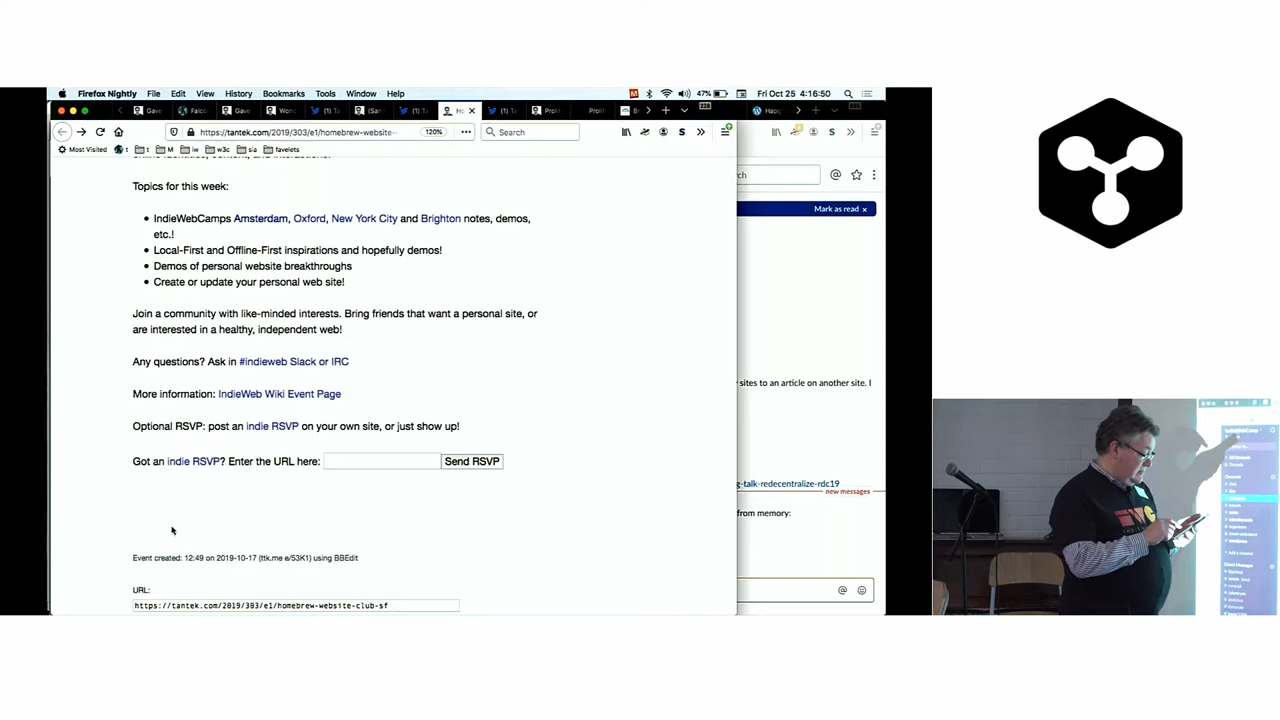 Firefox Nightly File Edit View History Bookmarks Tools Window Help
47% Fri Oct 25 4:16:50
https://tantek.com/2019/303/e1/homebrew-website- 120% Search
Most Visited t t M iw w3c sia favelets
Topics for this week:
IndieWebCamps Amsterdam, Oxford, New York City and Brighton notes, demos,
etc.!
Local-First and Offline-First inspirations and hopefully demos!
Demos of personal website breakthroughs
Create or update your personal web site!
Join a community with like-minded interests. Bring friends that want a personal site, or
are interested in a healthy, independent web!
Any questions? Ask in #indieweb Slack or IRC
More information: IndieWeb Wiki Event Page
Optional RSVP: post an indie RSVP on your own site, or just show up!
Got an indie RSVP? Enter the URL here: Send RSVP
Event created: 12:49 on 2019-10-17 (ttk.me e/53K1) using BBEdit
URL:
https://tantek.com/2019/303/e1/homebrew-website-club-sf
Mark as read
sites to an article on another site. I
g-talk-redecentralize-rdc19
new messages
from memory: